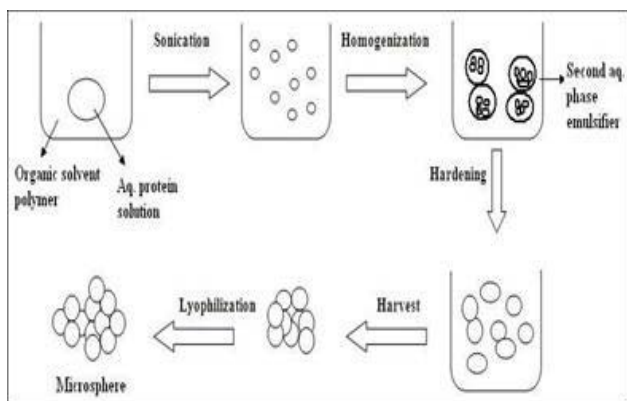 Sonication
Homogenization
Second aq.
phase
emulsifier
Organic solvent
polymer
Aq. protein
solution
Hardening
Lyophilization
Harvest
Microsphere